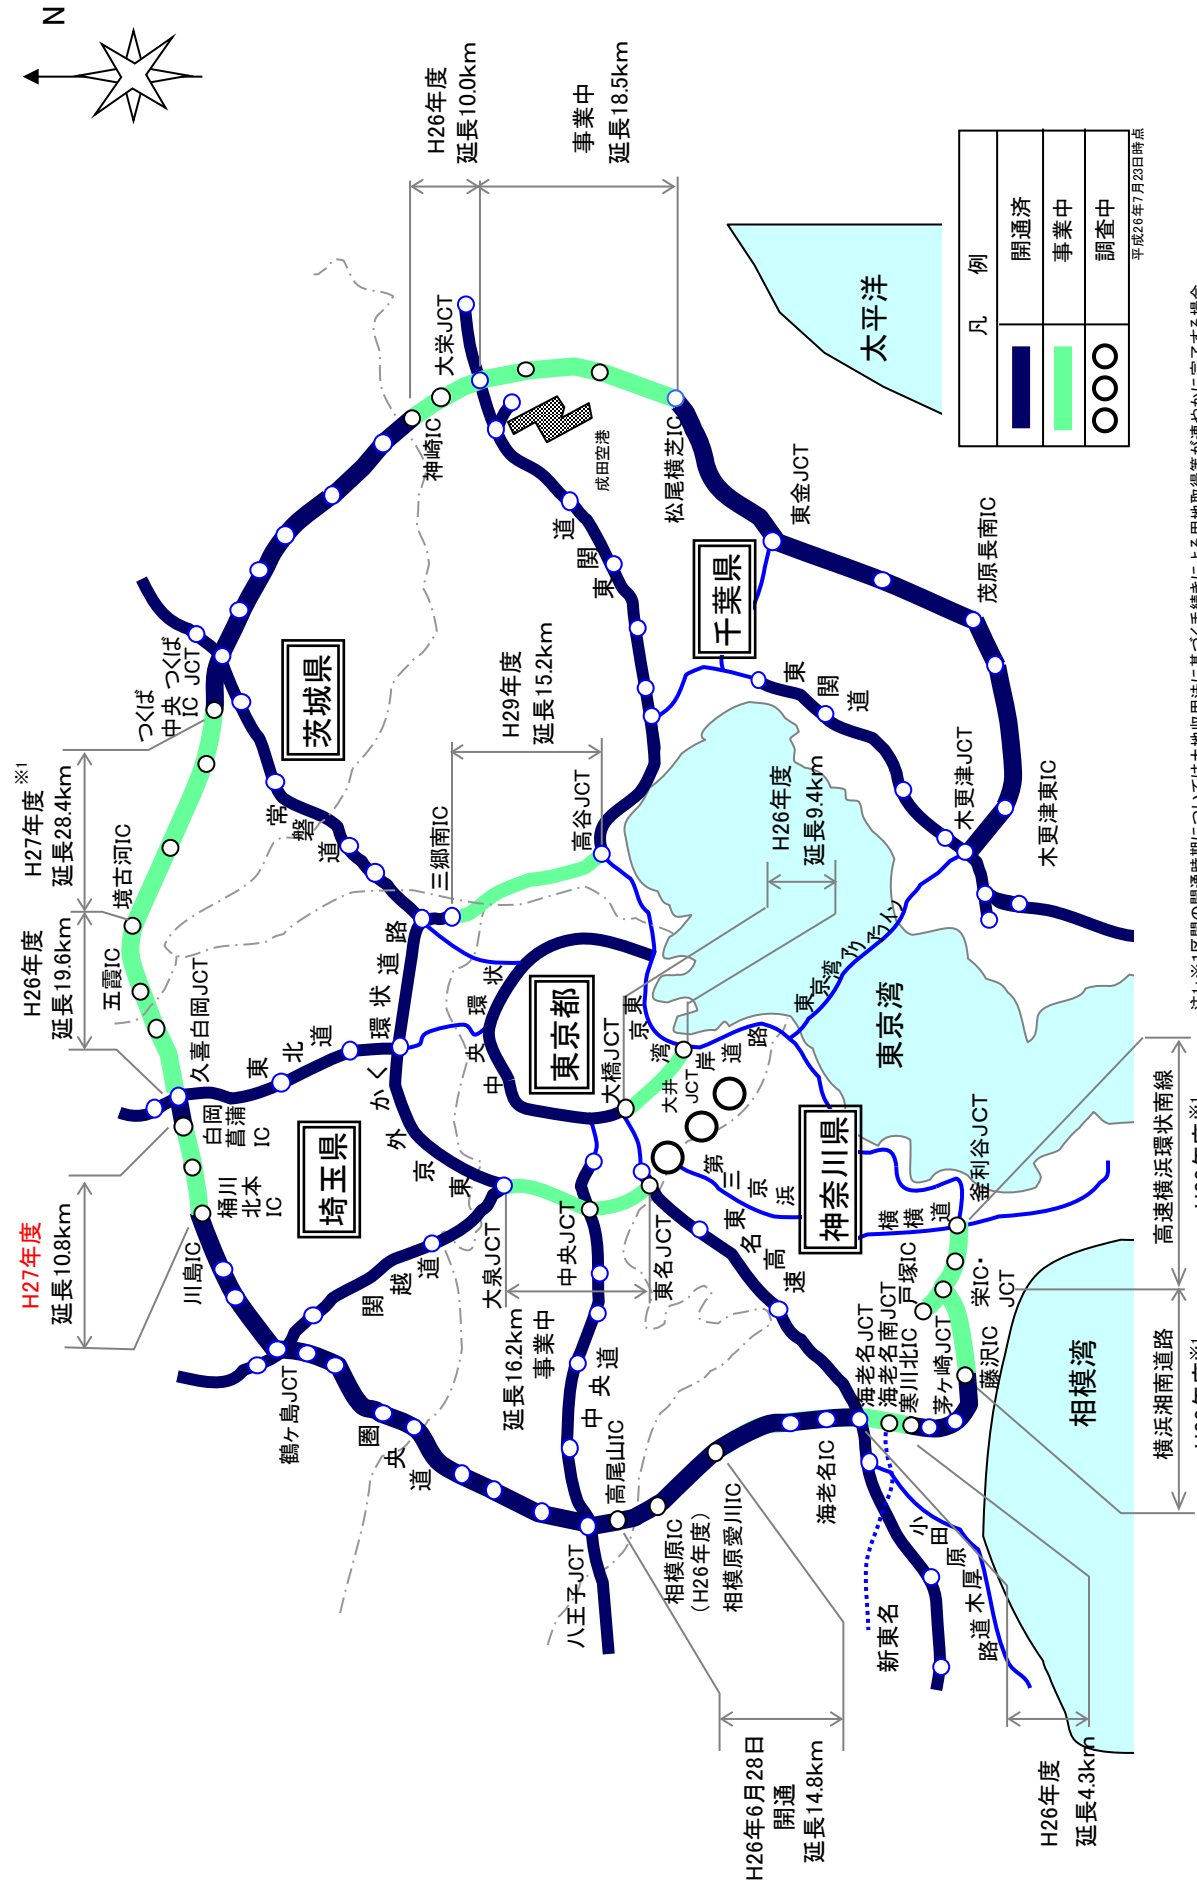 N
H27年度
延長10.8km
H26年度
延長19.6km
H27年度※1
延長28.4km
H26年度
延長10.0km
事業中
延長18.5km
川島IC
桶川
北本
IC
白岡
菖蒲
IC
久喜白岡JCT
五霞IC
境古河IC
つくば
中央
IC
つくば
JCT
神崎IC
大栄JCT
成田空港
松尾横芝IC
東金JCT
茂原長南IC
木更津東IC
木更津JCT
茨城県
埼玉県
東京都
千葉県
神奈川県
東北道
常磐道
東関道
東関道
関越道
圏央道
中央道
東京外かく環状道路
中央環状
三郷南IC
高谷JCT
H29年度
延長15.2km
H26年度
延長9.4km
鶴ヶ島JCT
大泉JCT
中央JCT
東名JCT
延長16.2km
事業中
大橋JCT
大井
JCT
東京湾岸道路
東京湾アクアライン
第三京浜
東名高速
横横道
八王子JCT
高尾山IC
相模原IC
(H26年度)
相模原愛川IC
海老名IC
海老名JCT
海老名南JCT
寒川北IC
茅ヶ崎JCT
藤沢IC
戸塚IC
栄IC・
JCT
釜利谷JCT
新東名
小田原厚木道路
H26年6月28日
開通
延長14.8km
H26年度
延長4.3km
横浜湘南道路
高速横浜環状南線
相模湾
東京湾
太平洋
凡例
開通済
事業中
調査中
平成26年7月23日時点